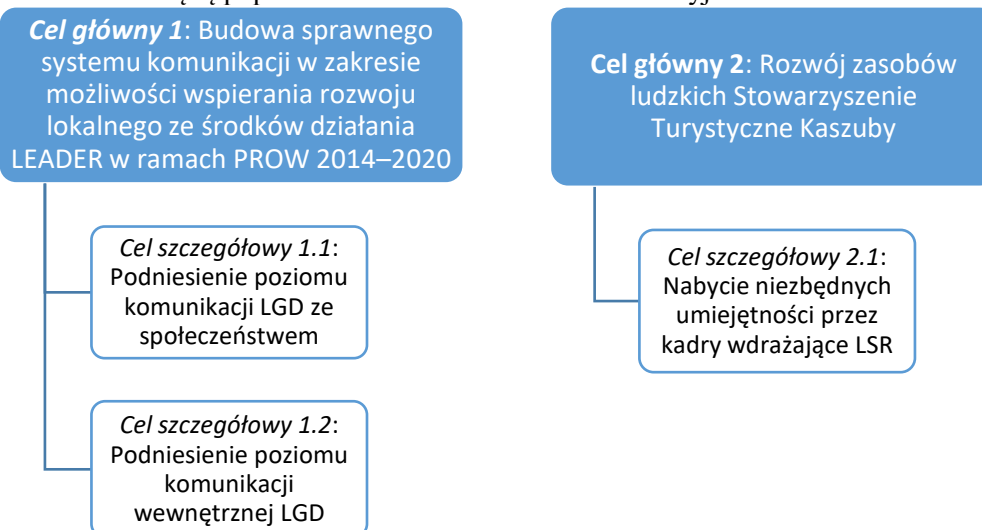 Cel główny 1: Budowa sprawnego
systemu komunikacji w zakresie
możliwości wspierania rozwoju
lokalnego ze środków działania
LEADER w ramach PROW 2014–2020
Cel szczegółowy 1.1:
Podniesienie poziomu
komunikacji LGD ze
społeczeństwem
Cel szczegółowy 1.2:
Podniesienie poziomu
komunikacji
wewnętrznej LGD
Cel główny 2: Rozwój zasobów
ludzkich Stowarzyszenie
Turystyczne Kaszuby
Cel szczegółowy 2.1:
Nabycie niezbędnych
umiejętności przez
kadry wdrażające LSR